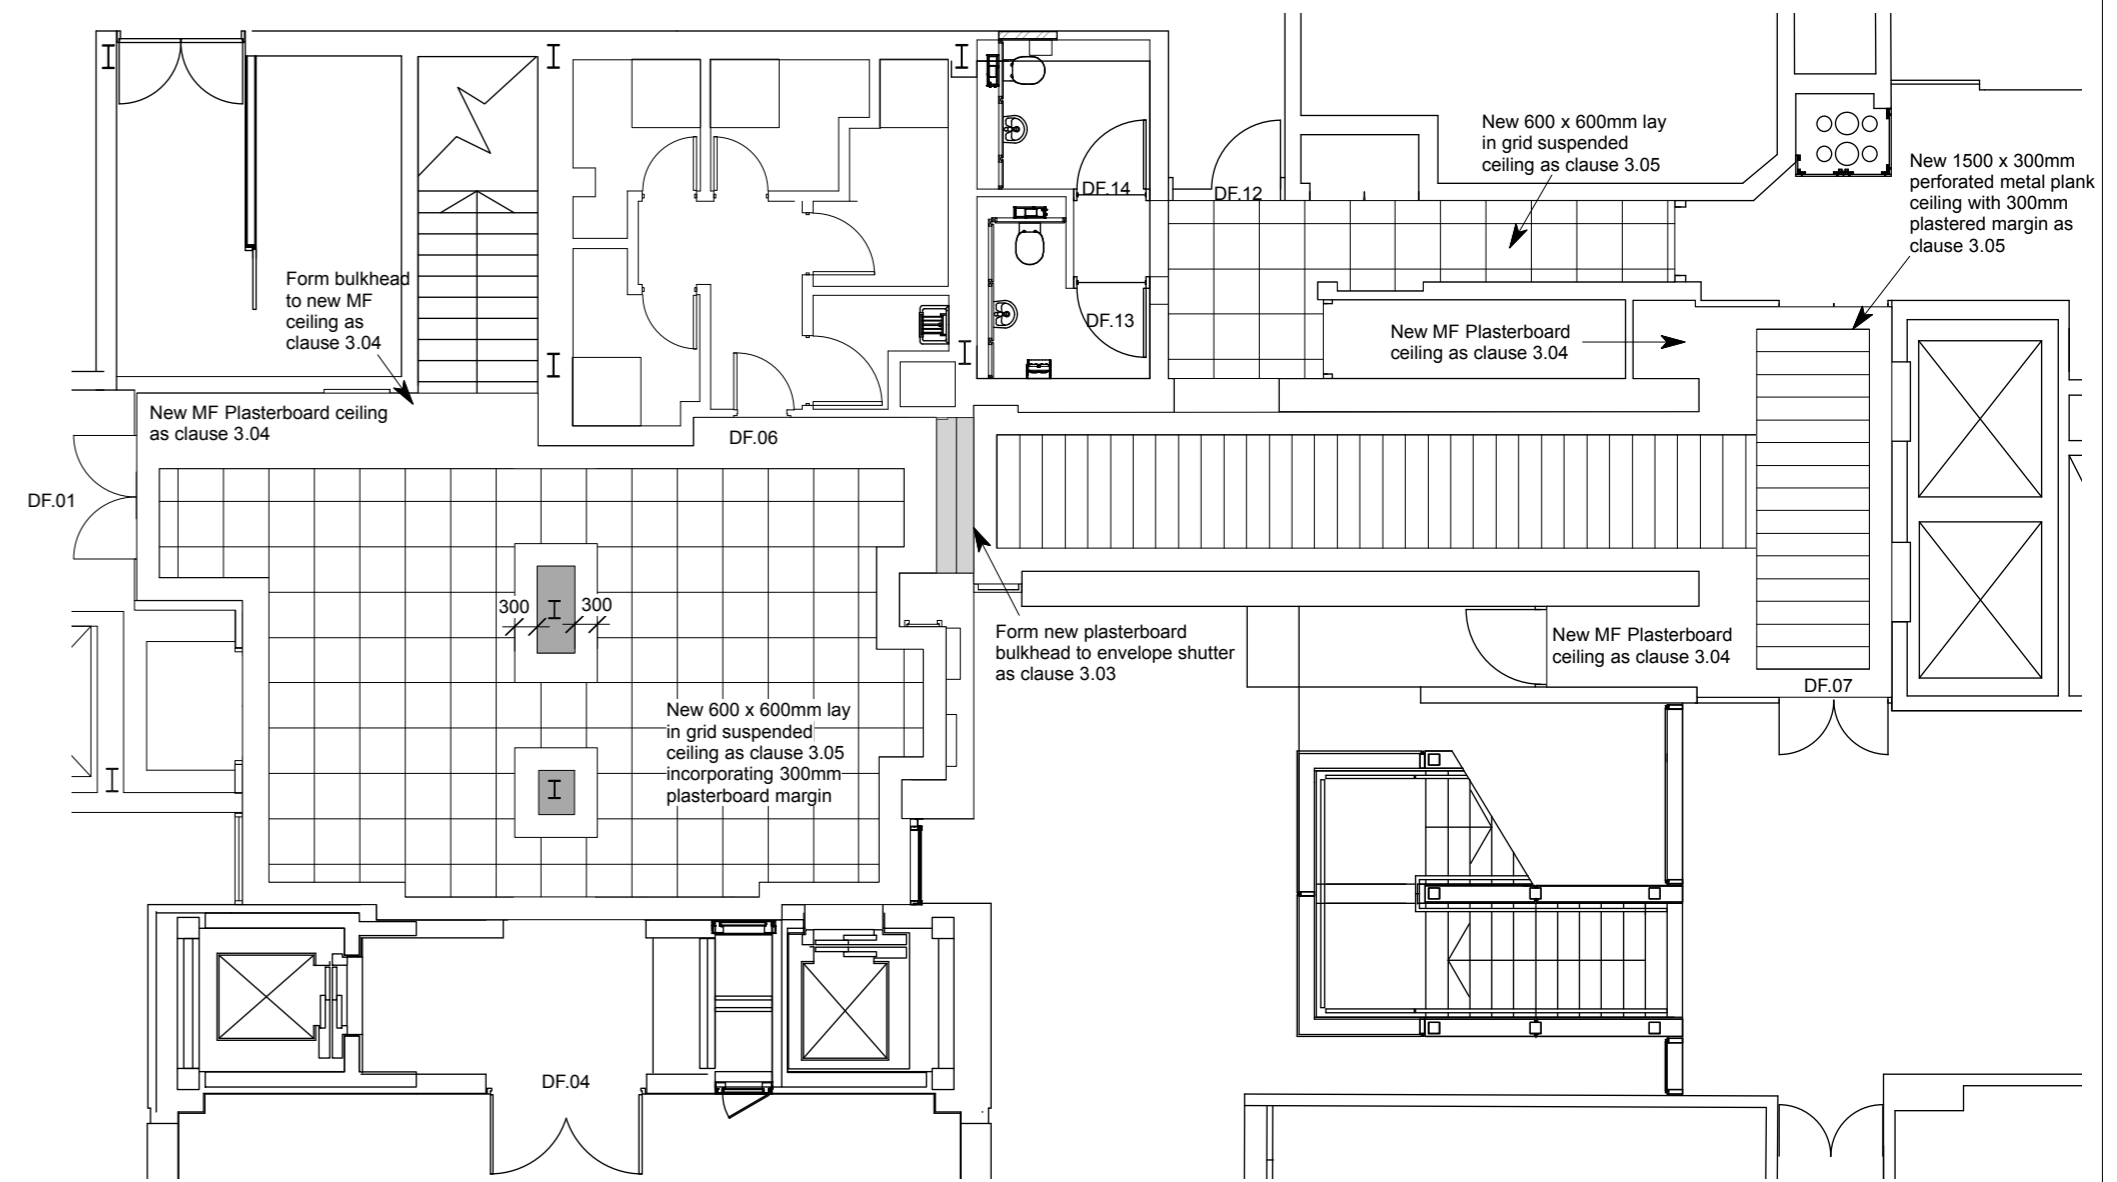 New 600 x 600mm lay
in grid suspended
ceiling as clause 3.05
New 1500 x 300mm
perforated metal plank
ceiling with 300mm
plastered margin as
clause 3.05
DF.14
DF.12
Form bulkhead
to new MF
ceiling as
clause 3.04
DF.13
New MF Plasterboard
ceiling as clause 3.04
New MF Plasterboard ceiling
as clause 3.04
DF.06
DF.01
300
300
Form new plasterboard
bulkhead to envelope shutter
as clause 3.03
New MF Plasterboard
ceiling as clause 3.04
DF.07
New 600 x 600mm lay
in grid suspended
ceiling as clause 3.05
incorporating 300mm
plasterboard margin
DF.04